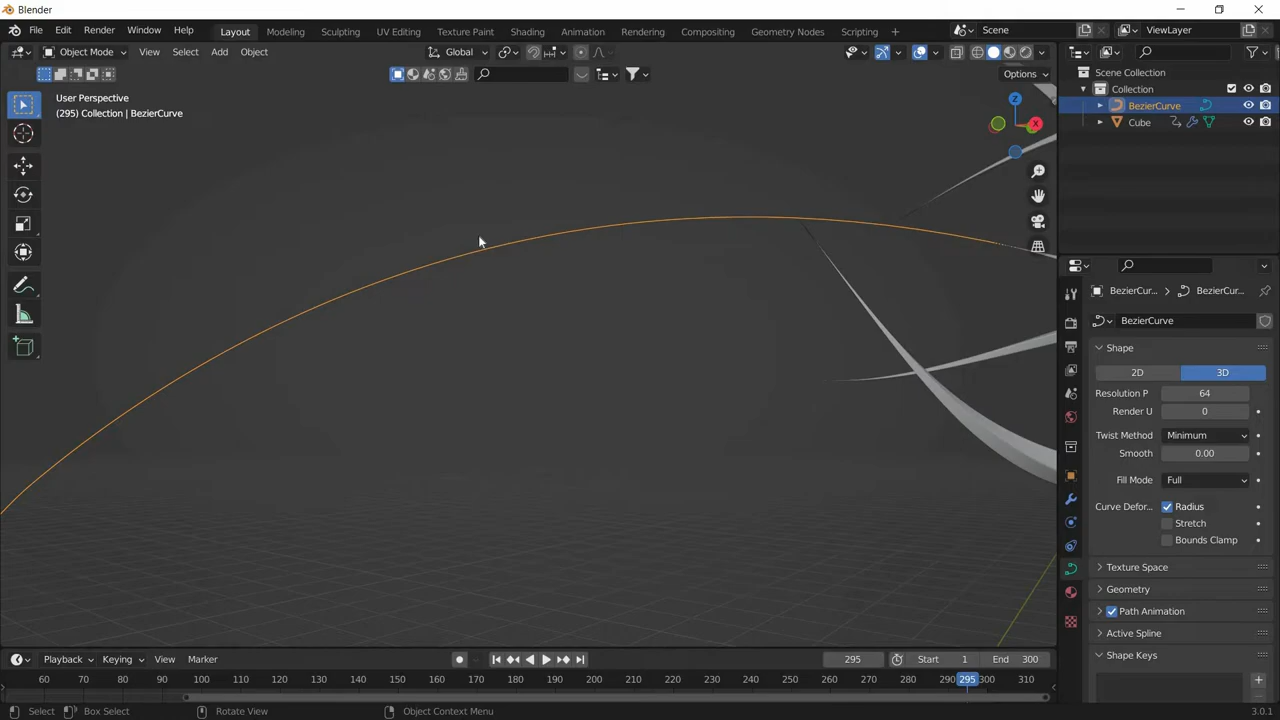 Blender
File Edit Render Window Help Layout Modeling Sculpting UV Editing Texture Paint Shading Animation Rendering Compositing Geometry Nodes Scripting Scene ViewLayer
Object Mode View Select Add Object Global
Options
User Perspective
(295) Collection | BezierCurve
Z
X
Scene Collection
Collection
BezierCurve
Cube
BezierCur... BezierCur...
BezierCurve
Shape
2D 3D
Resolution P 64
Render U 0
Twist Method Minimum
Smooth 0.00
Fill Mode Full
Curve Defor... Radius
Stretch
Bounds Clamp
Texture Space
Geometry
Path Animation
Active Spline
Shape Keys
Playback Keying View Marker 295 Start 1 End 300
60 70 80 90 100 110 120 130 140 150 160 170 180 190 200 210 220 230 240 250 260 270 280 290 295 300 310
Select Box Select Rotate View Object Context Menu 3.0.1